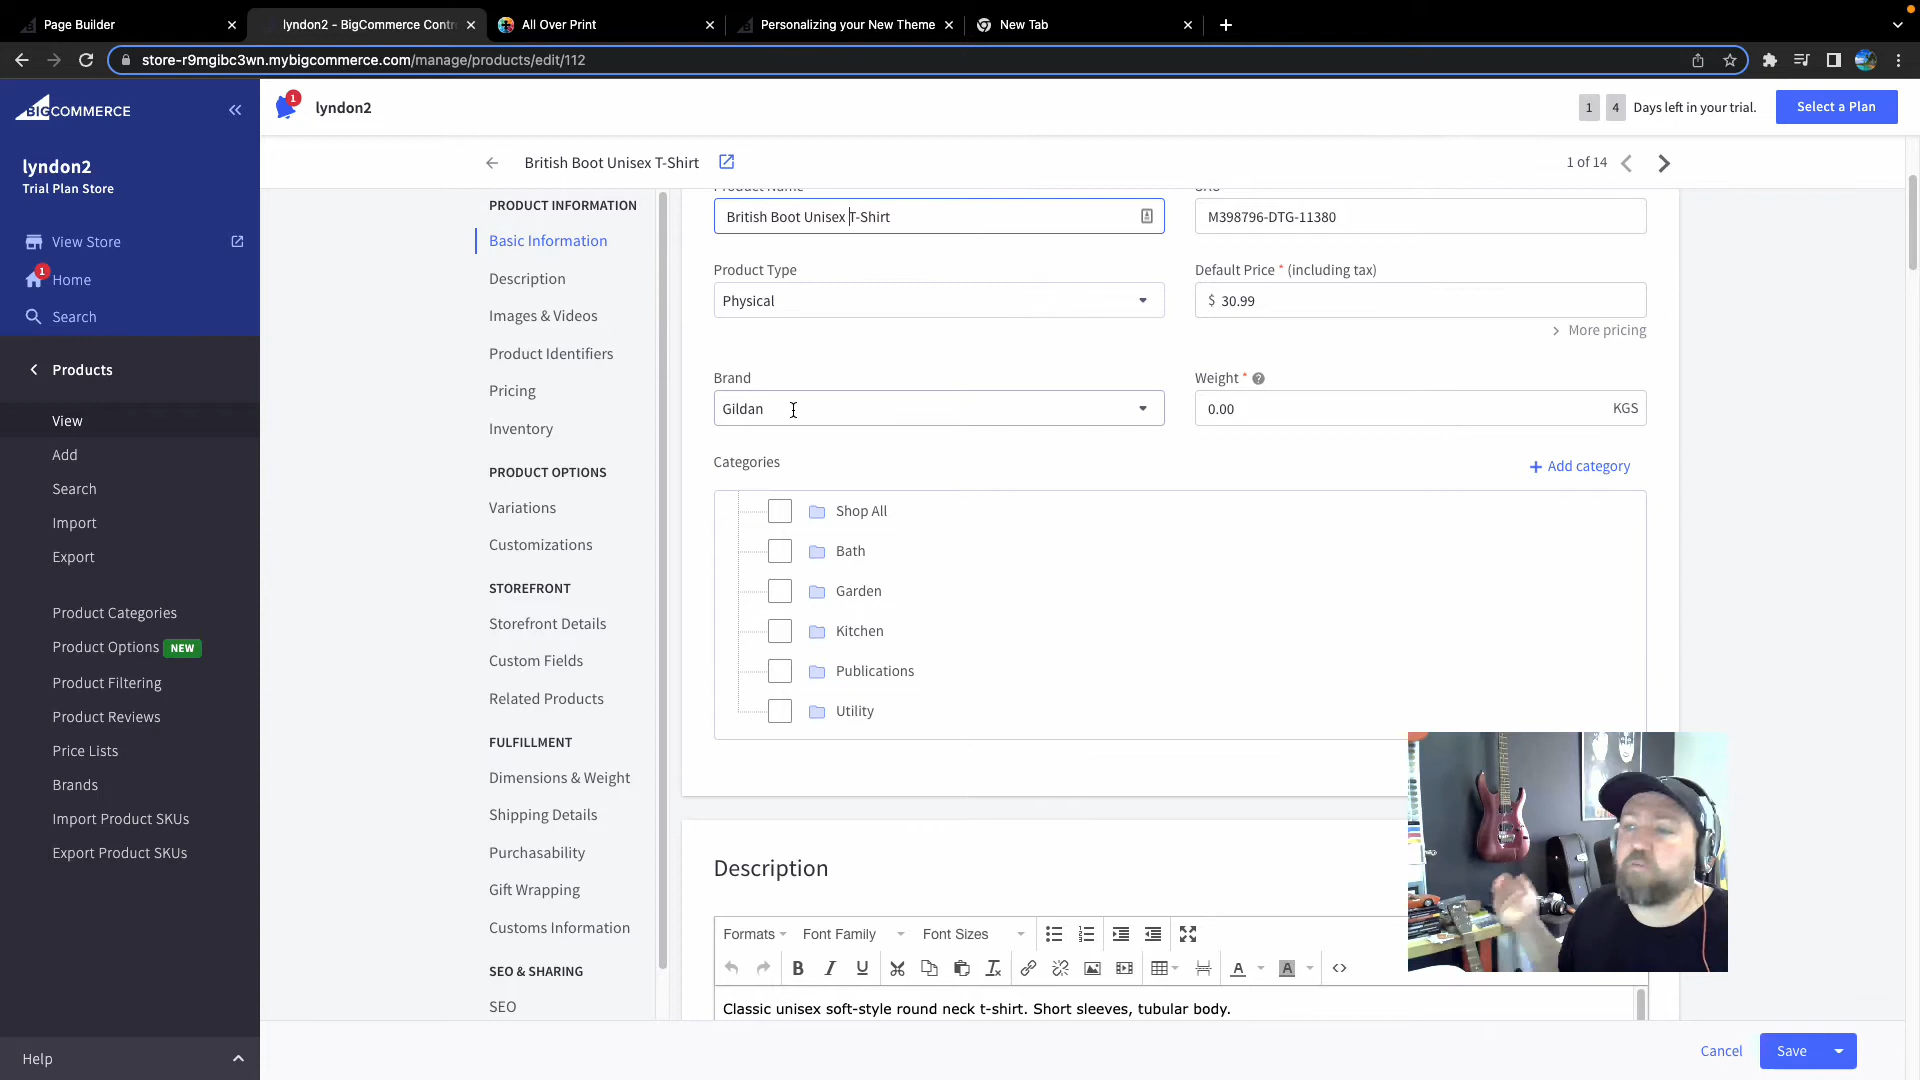 Page Builder
lyndon2 - BigCommerce Contr
All Over Print
Personalizing your New Theme
New Tab
store-r9mgibc3wn.mybigcommerce.com/manage/products/edit/112
BIGCOMMERCE
1
lyndon2
1 4 Days left in your trial.
Select a Plan
lyndon2
Trial Plan Store
View Store
1
Home
Search
Products
View
Add
Search
Import
Export
Product Categories
Product Options NEW
Product Filtering
Product Reviews
Price Lists
Brands
Import Product SKUs
Export Product SKUs
Help
British Boot Unisex T-Shirt
1 of 14
PRODUCT INFORMATION
Basic Information
Description
Images & Videos
Product Identifiers
Pricing
Inventory
PRODUCT OPTIONS
Variations
Customizations
STOREFRONT
Storefront Details
Custom Fields
Related Products
FULFILLMENT
Dimensions & Weight
Shipping Details
Purchasability
Gift Wrapping
Customs Information
SEO & SHARING
SEO
Product Name
SKU
British Boot Unisex T-Shirt
M398796-DTG-11380
Product Type
Default Price * (including tax)
Physical
$ 30.99
More pricing
Brand
Weight *
Gildan
0.00 KGS
Categories
+ Add category
Shop All
Bath
Garden
Kitchen
Publications
Utility
Description
Formats
Font Family
Font Sizes
Classic unisex soft-style round neck t-shirt. Short sleeves, tubular body.
Cancel
Save